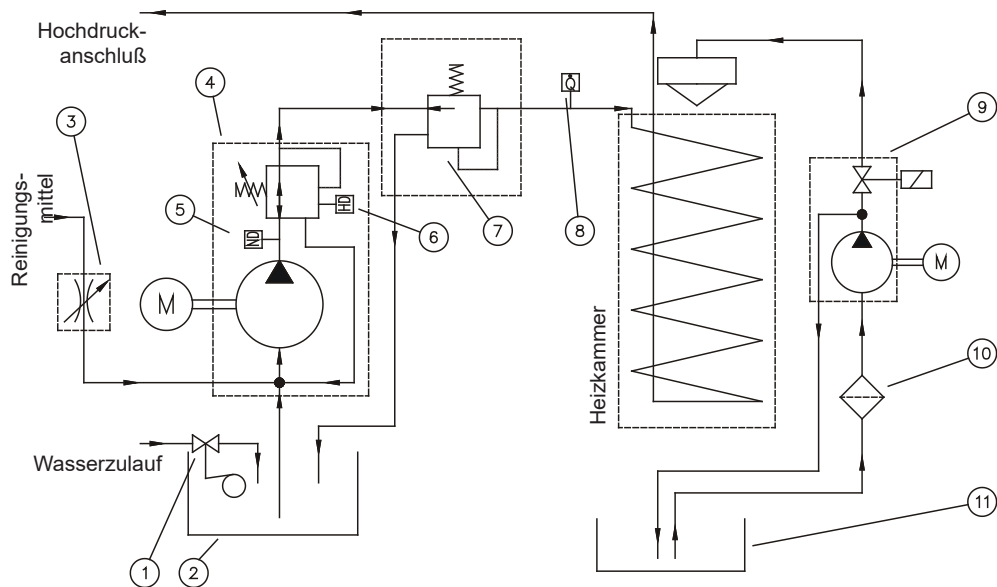 Hochdruck-
anschluß
4
3
9
Q
5
ND
HD
6
7
8
Reinigungs-
mittel
M
M
Heizkammer
10
Wasserzulauf
1
2
11